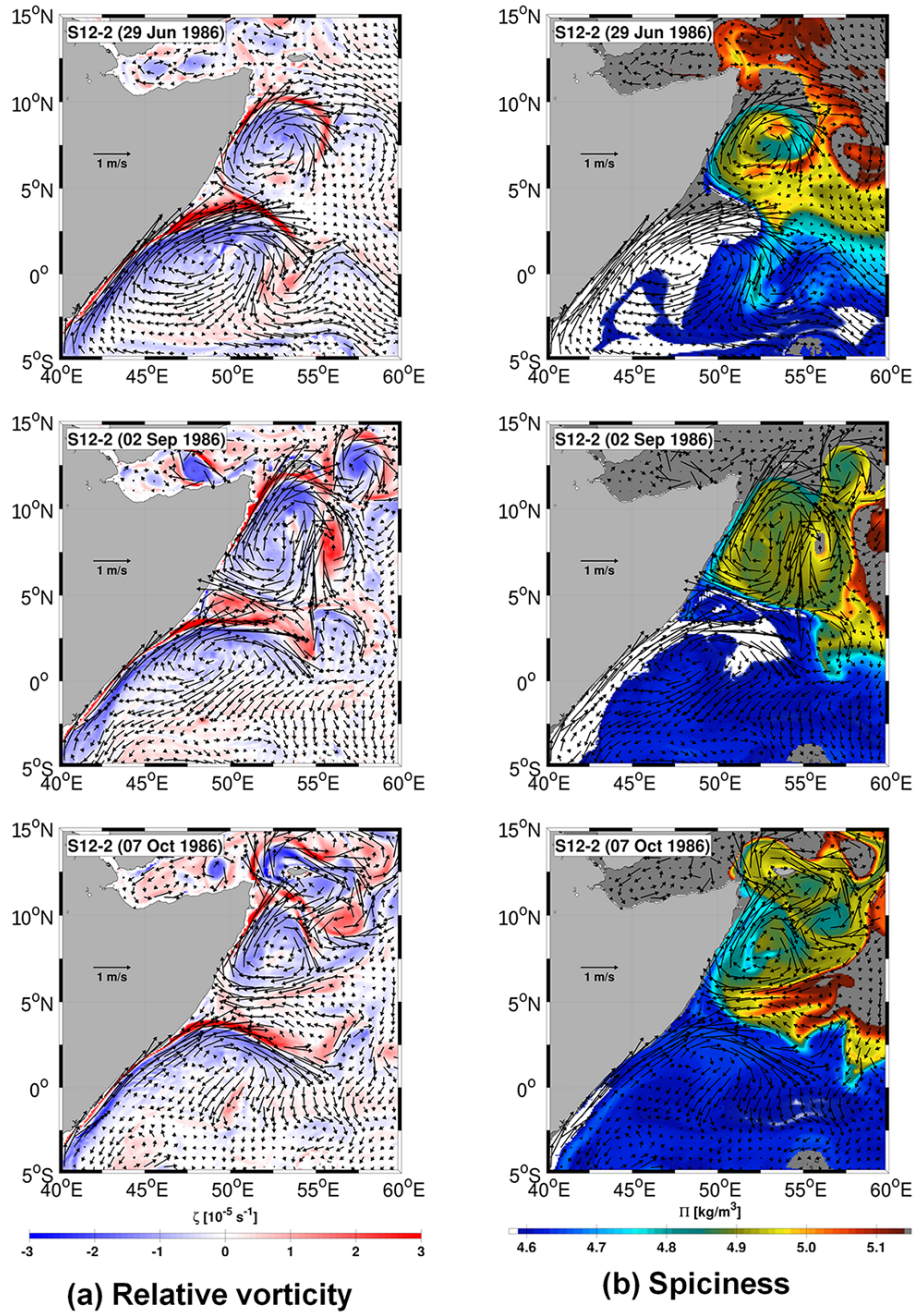 S12-2 (29 Jun 1986)
15°N
10°N
5°N
0°
5°S
40°E 45°E 50°E 55°E 60°E
1 m/s
S12-2 (29 Jun 1986)
15°N
10°N
5°N
0°
5°S
40°E 45°E 50°E 55°E 60°E
1 m/s
S12-2 (02 Sep 1986)
15°N
10°N
5°N
0°
5°S
40°E 45°E 50°E 55°E 60°E
1 m/s
S12-2 (02 Sep 1986)
15°N
10°N
5°N
0°
5°S
40°E 45°E 50°E 55°E 60°E
1 m/s
S12-2 (07 Oct 1986)
15°N
10°N
5°N
0°
5°S
40°E 45°E 50°E 55°E 60°E
1 m/s
S12-2 (07 Oct 1986)
15°N
10°N
5°N
0°
5°S
40°E 45°E 50°E 55°E 60°E
1 m/s
ζ [10⁻⁵ s⁻¹]
-3 -2 -1 0 1 2 3
(a) Relative vorticity
Π [kg/m³]
4.6 4.7 4.8 4.9 5.0 5.1
(b) Spiciness